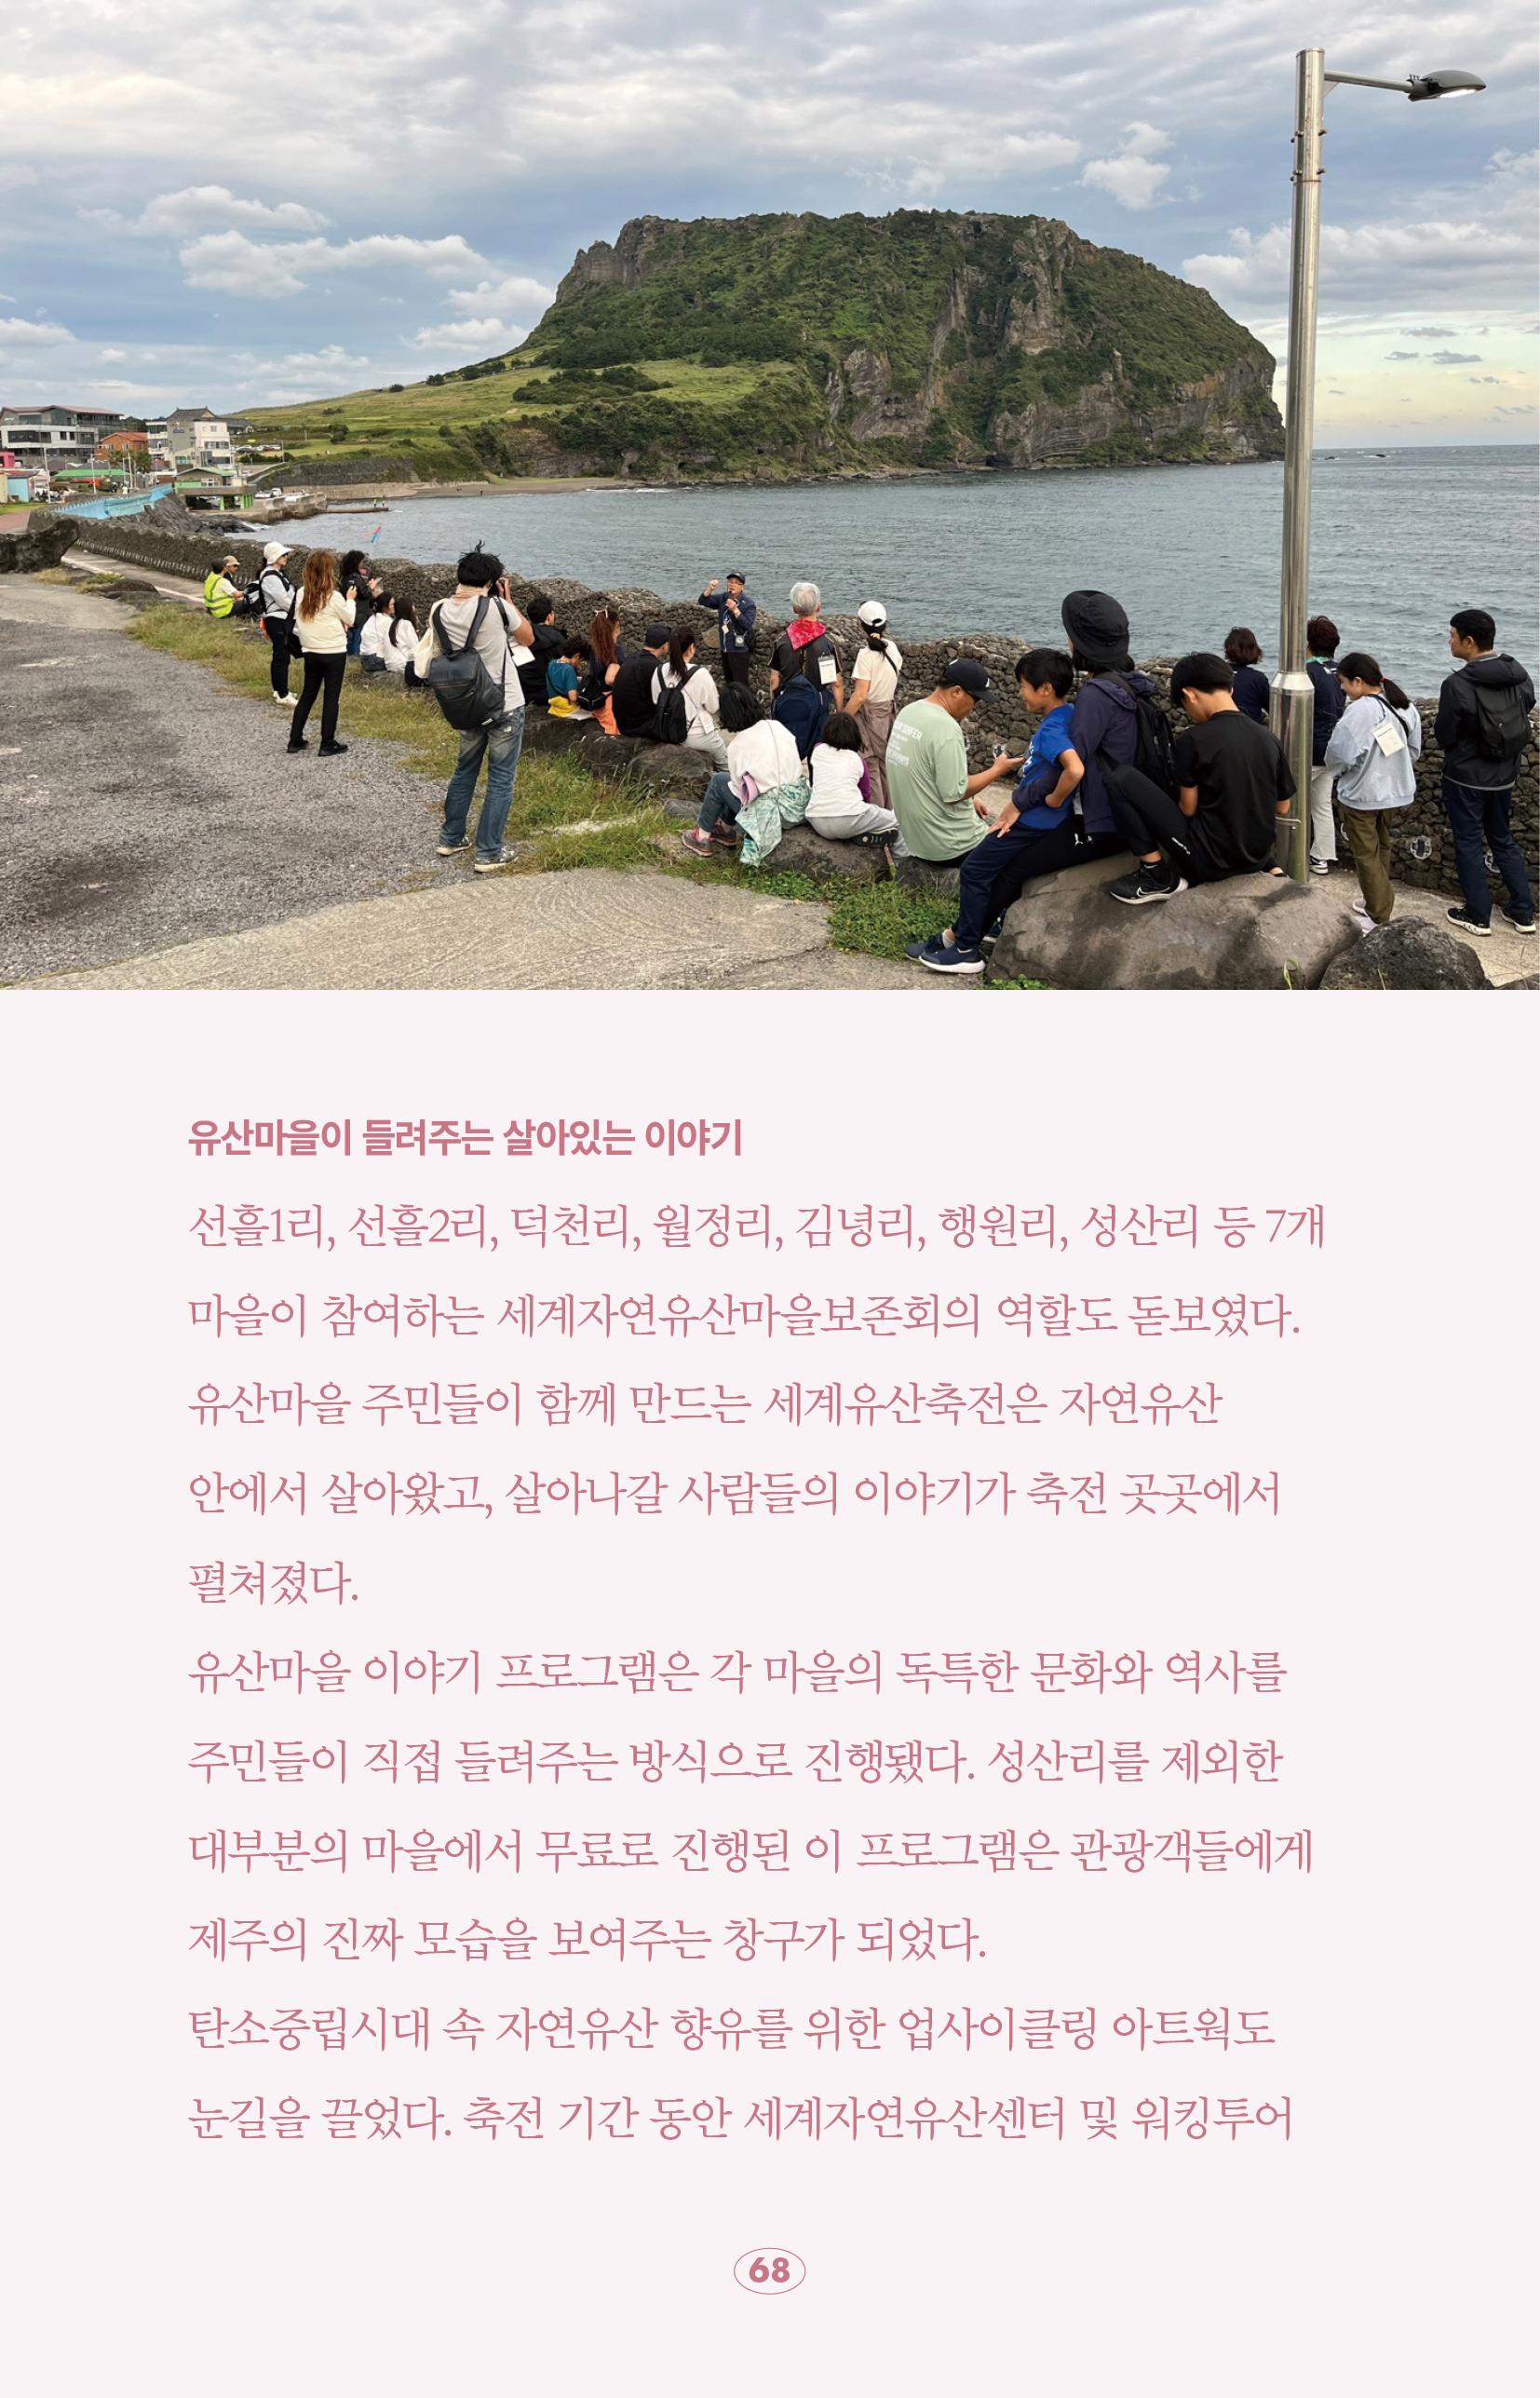 유산마을이 들려주는 살아있는 이야기
선흘1리, 선흘2리, 덕천리, 월정리, 김녕리, 행원리, 성산리 등 7개
마을이 참여하는 세계자연유산마을보존회의 역할도 돋보였다.
유산마을 주민들이 함께 만드는 세계유산축전은 자연유산
안에서 살아왔고, 살아나갈 사람들의 이야기가 축전 곳곳에서
펼쳐졌다.
유산마을 이야기 프로그램은 각 마을의 독특한 문화와 역사를
주민들이 직접 들려주는 방식으로 진행됐다. 성산리를 제외한
대부분의 마을에서 무료로 진행된 이 프로그램은 관광객들에게
제주의 진짜 모습을 보여주는 창구가 되었다.
탄소중립시대 속 자연유산 향유를 위한 업사이클링 아트웍도
눈길을 끌었다. 축전 기간 동안 세계자연유산센터 및 워킹투어
68